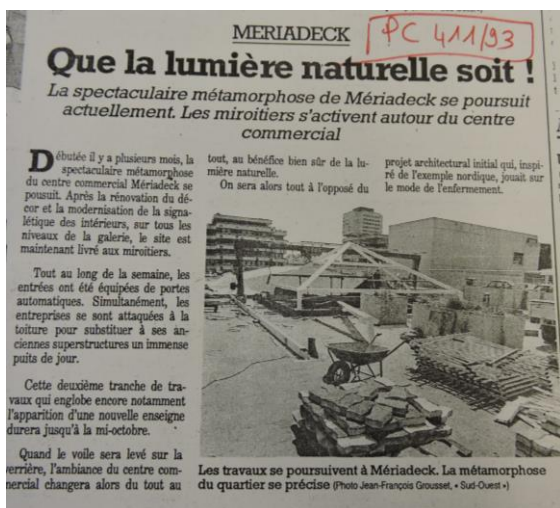 MERIADECK
PC 411/93
Que la lumière naturelle soit !
La spectaculaire métamorphose de Mériadeck se poursuit
actuellement. Les miroitiers s'activent autour du centre
commercial
Débutée il y a plusieurs mois, la
spectaculaire métamorphose
du centre commercial Mériadeck se
pousuit. Après la rénovation du dé-
cor et la modernisation de la signa-
létique des intérieurs, sur tous les
niveaux de la galerie, le site est
maintenant livré aux miroitiers.
Tout au long de la semaine, les
entrées ont été équipées de portes
automatiques. Simultanément, les
entreprises se sont attaquées à la
toiture pour substituer à ses an-
ciennes superstructures un immense
puits de jour.
Cette deuxième tranche de tra-
vaux qui englobe encore notamment
l'apparition d'une nouvelle enseigne
durera jusqu'à la mi-octobre.
Quand le voile sera levé sur la
verrière, l'ambiance du centre com-
mercial changera alors du tout au
tout, au bénéfice bien sûr de la lu-
mière naturelle.
On sera alors tout à l'opposé du
projet architectural initial qui, inspi-
ré de l'exemple nordique, jouait sur
le mode de l'enfermement.
Les travaux se poursuivent à Mériadeck. La métamorphose
du quartier se précise (Photo Jean-François Grousset, « Sud-Ouest »)